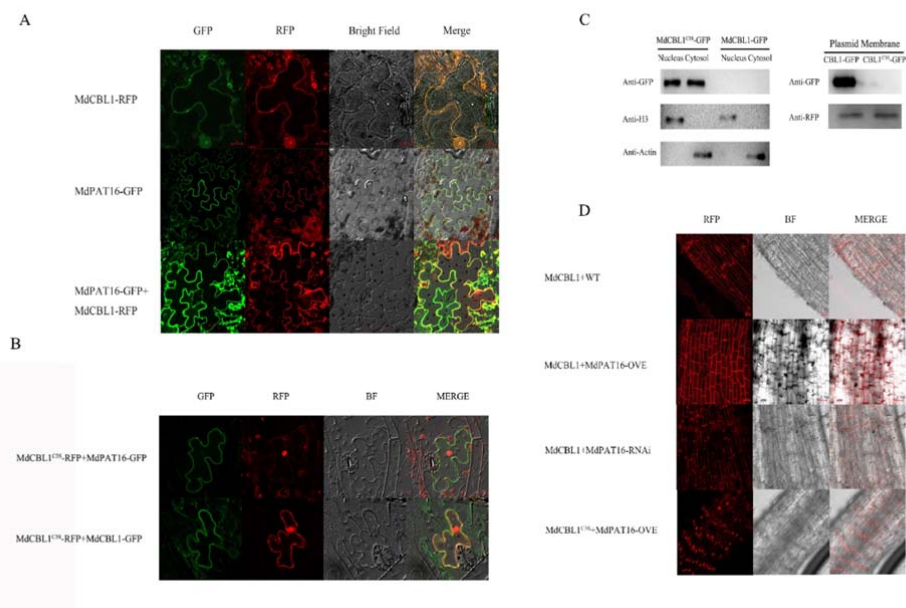 A
GFP RFP Bright Field Merge
MdCBL1-RFP
MdPAT16-GFP
MdPAT16-GFP+
MdCBL1-RFP
B
GFP RFP BF MERGE
MdCBL1ᶜ³ˢ-RFP+MdPAT16-GFP
MdCBL1ᶜ³ˢ-RFP+MdCBL1-GFP
C
MdCBL1ᶜ³ˢ-GFP MdCBL1-GFP
Nucleus Cytosol Nucleus Cytosol
Anti-GFP
Anti-H3
Anti-Actin
Plasmid Membrane
CBL1-GFP CBL1ᶜ³ˢ-GFP
Anti-GFP
Anti-RFP
D
RFP BF MERGE
MdCBL1+WT
MdCBL1+MdPAT16-OVE
MdCBL1+MdPAT16-RNAi
MdCBL1ᶜ³ˢ+MdPAT16-OVE